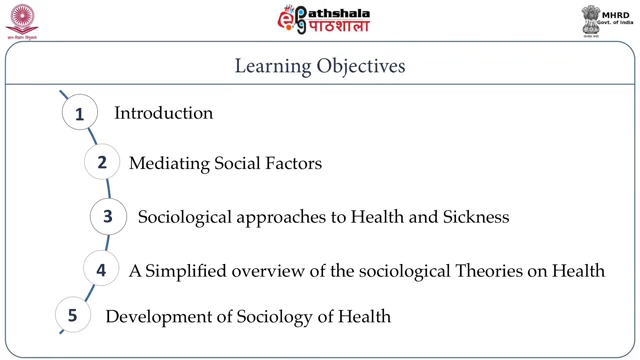 ePathshala
पाठशाला
MHRD
Govt. of India
Learning Objectives
1 Introduction
2 Mediating Social Factors
3 Sociological approaches to Health and Sickness
4 A Simplified overview of the sociological Theories on Health
5 Development of Sociology of Health